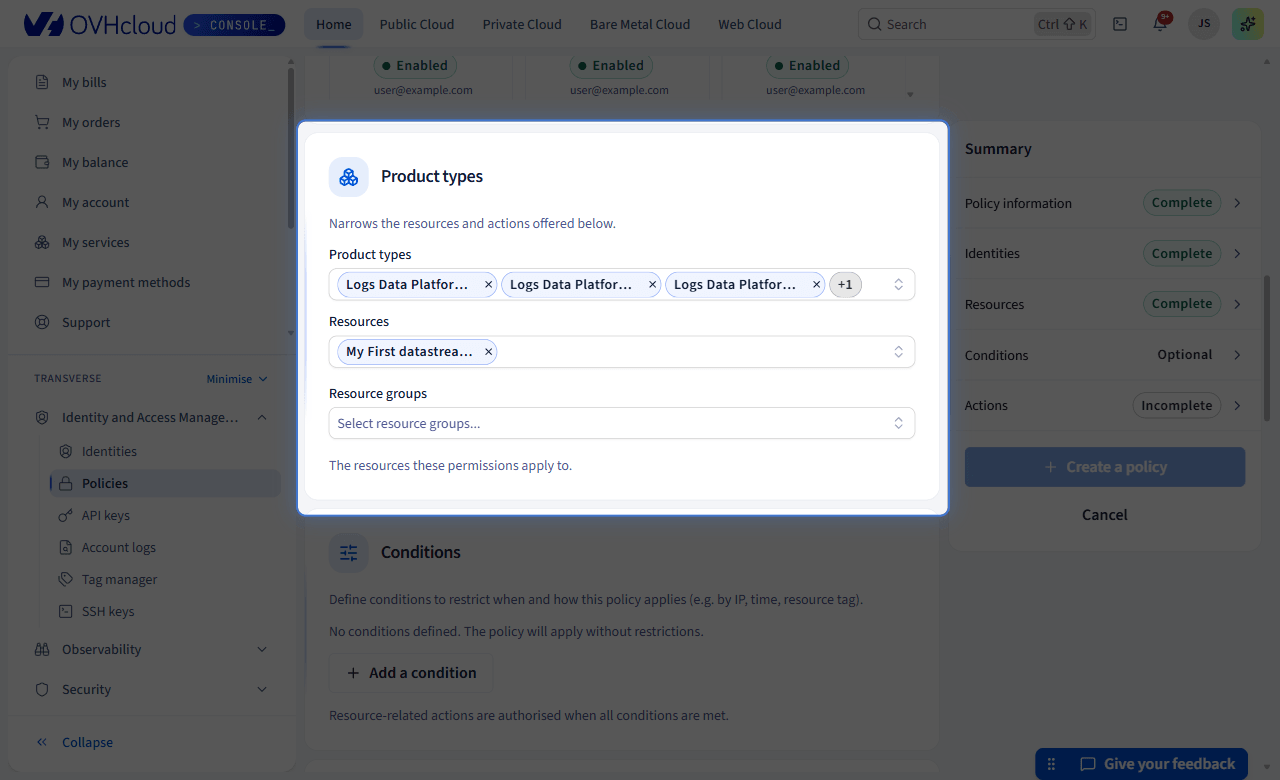 OVHcloud
> CONSOLE_
Home
Public Cloud
Private Cloud
Bare Metal Cloud
Web Cloud
Search
Ctrl ⇧ K
9+
JS
My bills
My orders
My balance
My account
My services
My payment methods
Support
TRANSVERSE
Minimise
Identity and Access Manage...
Identities
Policies
API keys
Account logs
Tag manager
SSH keys
Observability
Security
Collapse
Enabled
user@example.com
Enabled
user@example.com
Enabled
user@example.com
Product types
Narrows the resources and actions offered below.
Product types
Logs Data Platfor... ×
Logs Data Platfor... ×
Logs Data Platfor... ×
+1
Resources
My First datastrea... ×
Resource groups
Select resource groups...
The resources these permissions apply to.
Conditions
Define conditions to restrict when and how this policy applies (e.g. by IP, time, resource tag).
No conditions defined. The policy will apply without restrictions.
+ Add a condition
Resource-related actions are authorised when all conditions are met.
Summary
Policy information
Complete
Identities
Complete
Resources
Complete
Conditions
Optional
Actions
Incomplete
+ Create a policy
Cancel
Give your feedback